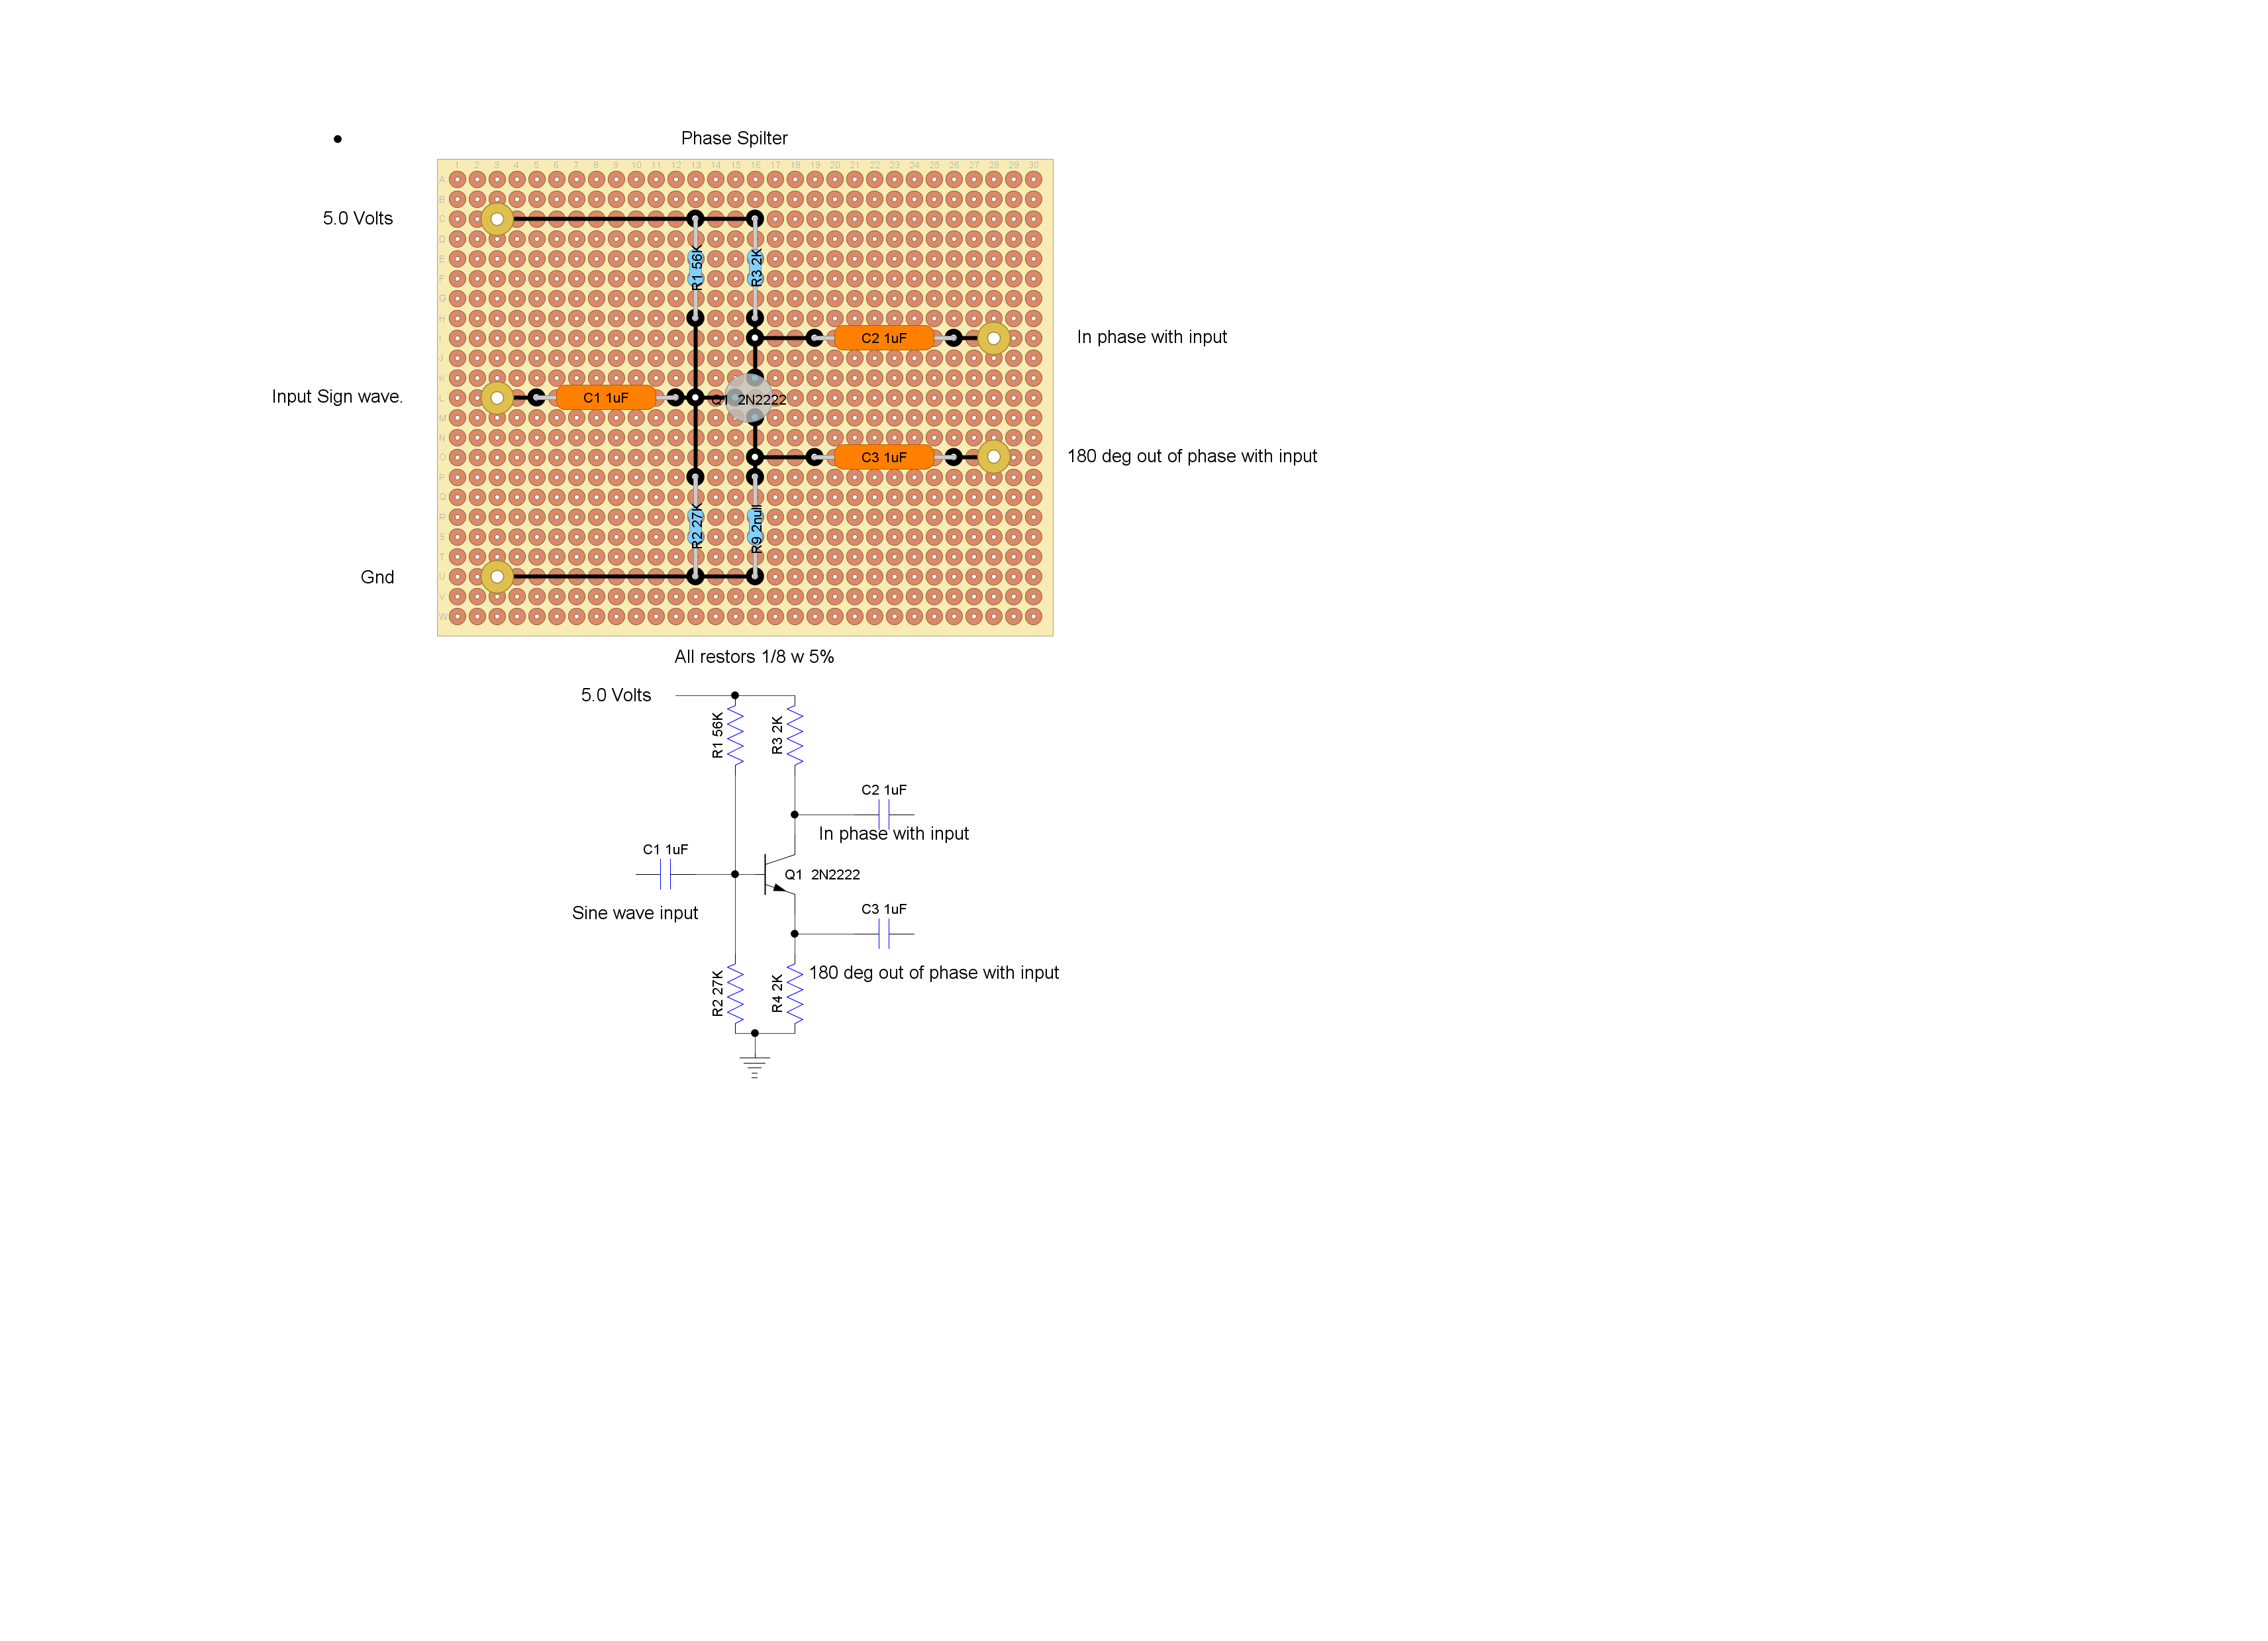 Phase Spilter
1 2 3 4 5 6 7 8 9 10 11 12 13 14 15 16 17 18 19 20 21 22 23 24 25 26 27 28 29 30
A
B
5.0 Volts C
D
E
R1 56K R3 2K
F
G
H
I C2 1uF In phase with input
J
K
Input Sign wave. L C1 1uF Q1 2N2222
M
N
O C3 1uF 180 deg out of phase with input
P
Q
R
R2 27K R9 2null
S
T
Gnd U
V
W
All restors 1/8 w 5%
5.0 Volts
R1 56K R3 2K
C2 1uF
In phase with input
C1 1uF
Q1 2N2222
Sine wave input
C3 1uF
180 deg out of phase with input
R2 27K R4 2K